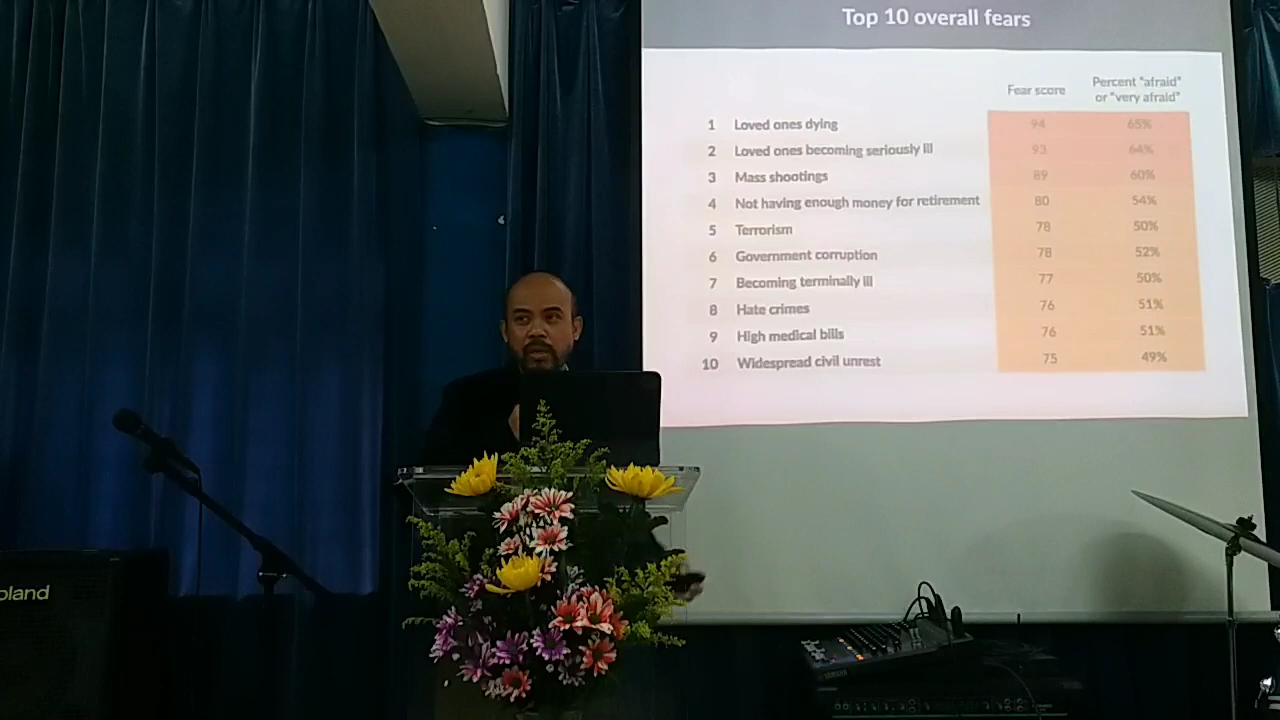 Top 10 overall fears
Fear score
Percent "afraid"
or "very afraid"
1 Loved ones dying 94 65%
2 Loved ones becoming seriously ill 93 64%
3 Mass shootings 89 60%
4 Not having enough money for retirement 80 54%
5 Terrorism 78 50%
6 Government corruption 78 52%
7 Becoming terminally ill 77 50%
8 Hate crimes 76 51%
9 High medical bills 76 51%
10 Widespread civil unrest 75 49%
oland
YAMAHA